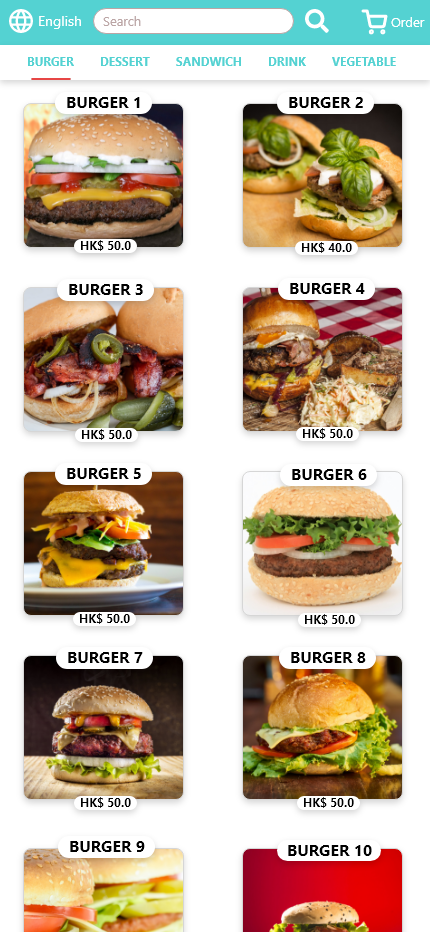 English
Search
Order
BURGER DESSERT SANDWICH DRINK VEGETABLE
BURGER 1
BURGER 2
HK$ 50.0
HK$ 40.0
BURGER 3
BURGER 4
HK$ 50.0
HK$ 50.0
BURGER 5
BURGER 6
HK$ 50.0
HK$ 50.0
BURGER 7
BURGER 8
HK$ 50.0
HK$ 50.0
BURGER 9
BURGER 10